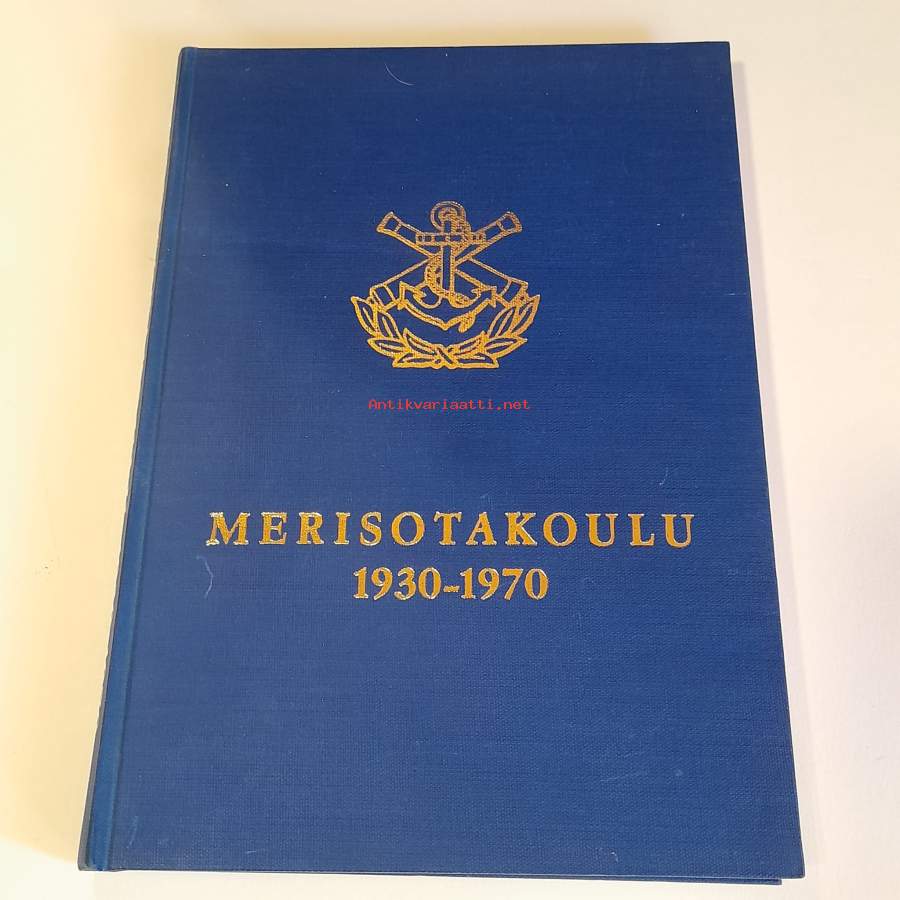 Antikvariaatti.net
MERISOTAKOULU
1930-1970